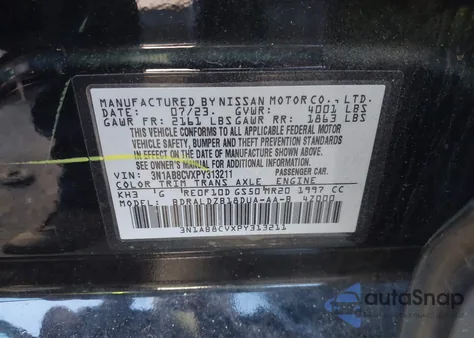 MANUFACTURED BY NISSAN MOTOR CO., LTD.
DATE: 07/23. GVWR: 4001 LBS
GAWR FR: 2161 LBS GAWR RR: 1863 LBS
THIS VEHICLE CONFORMS TO ALL APPLICABLE FEDERAL MOTOR
VEHICLE SAFETY, BUMPER AND THEFT PREVENTION STANDARDS
IN EFFECT ON THE DATE OF MANUFACTURE SHOWN ABOVE.
SEE OWNER'S MANUAL FOR ADDITIONAL INFORMATION
VIN: 3N1AB8CVXPY313211 PASSENGER CAR.
COLOR TRIM TRANS AXLE ENGINE
KH3 G RE0F10D GS50 MR20 1997 CC
MODEL: BDRALDZB18DUA-AA-B 42000
3N1AB8CVXPY313211
autoSnap